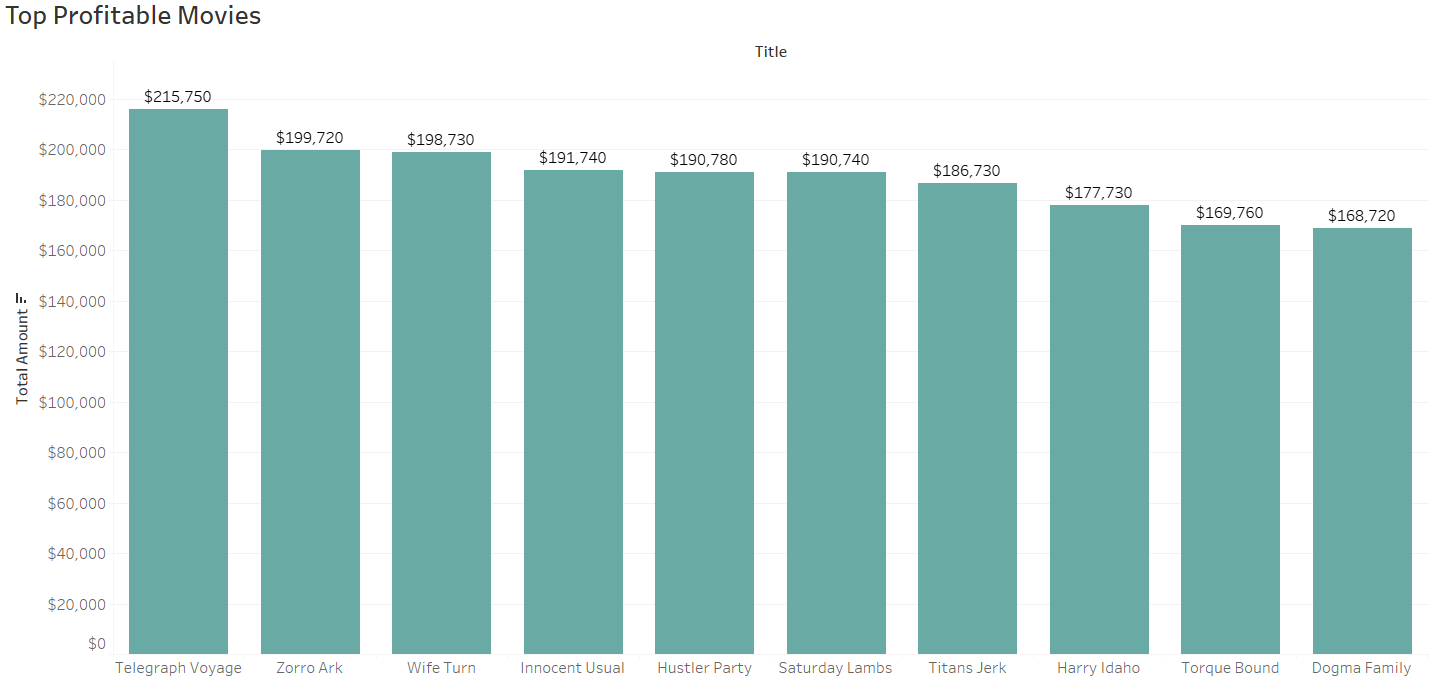 Top Profitable Movies
Title
Total Amount
$220,000
$200,000
$180,000
$160,000
$140,000
$120,000
$100,000
$80,000
$60,000
$40,000
$20,000
$0
$215,750
$199,720
$198,730
$191,740
$190,780
$190,740
$186,730
$177,730
$169,760
$168,720
Telegraph Voyage
Zorro Ark
Wife Turn
Innocent Usual
Hustler Party
Saturday Lambs
Titans Jerk
Harry Idaho
Torque Bound
Dogma Family